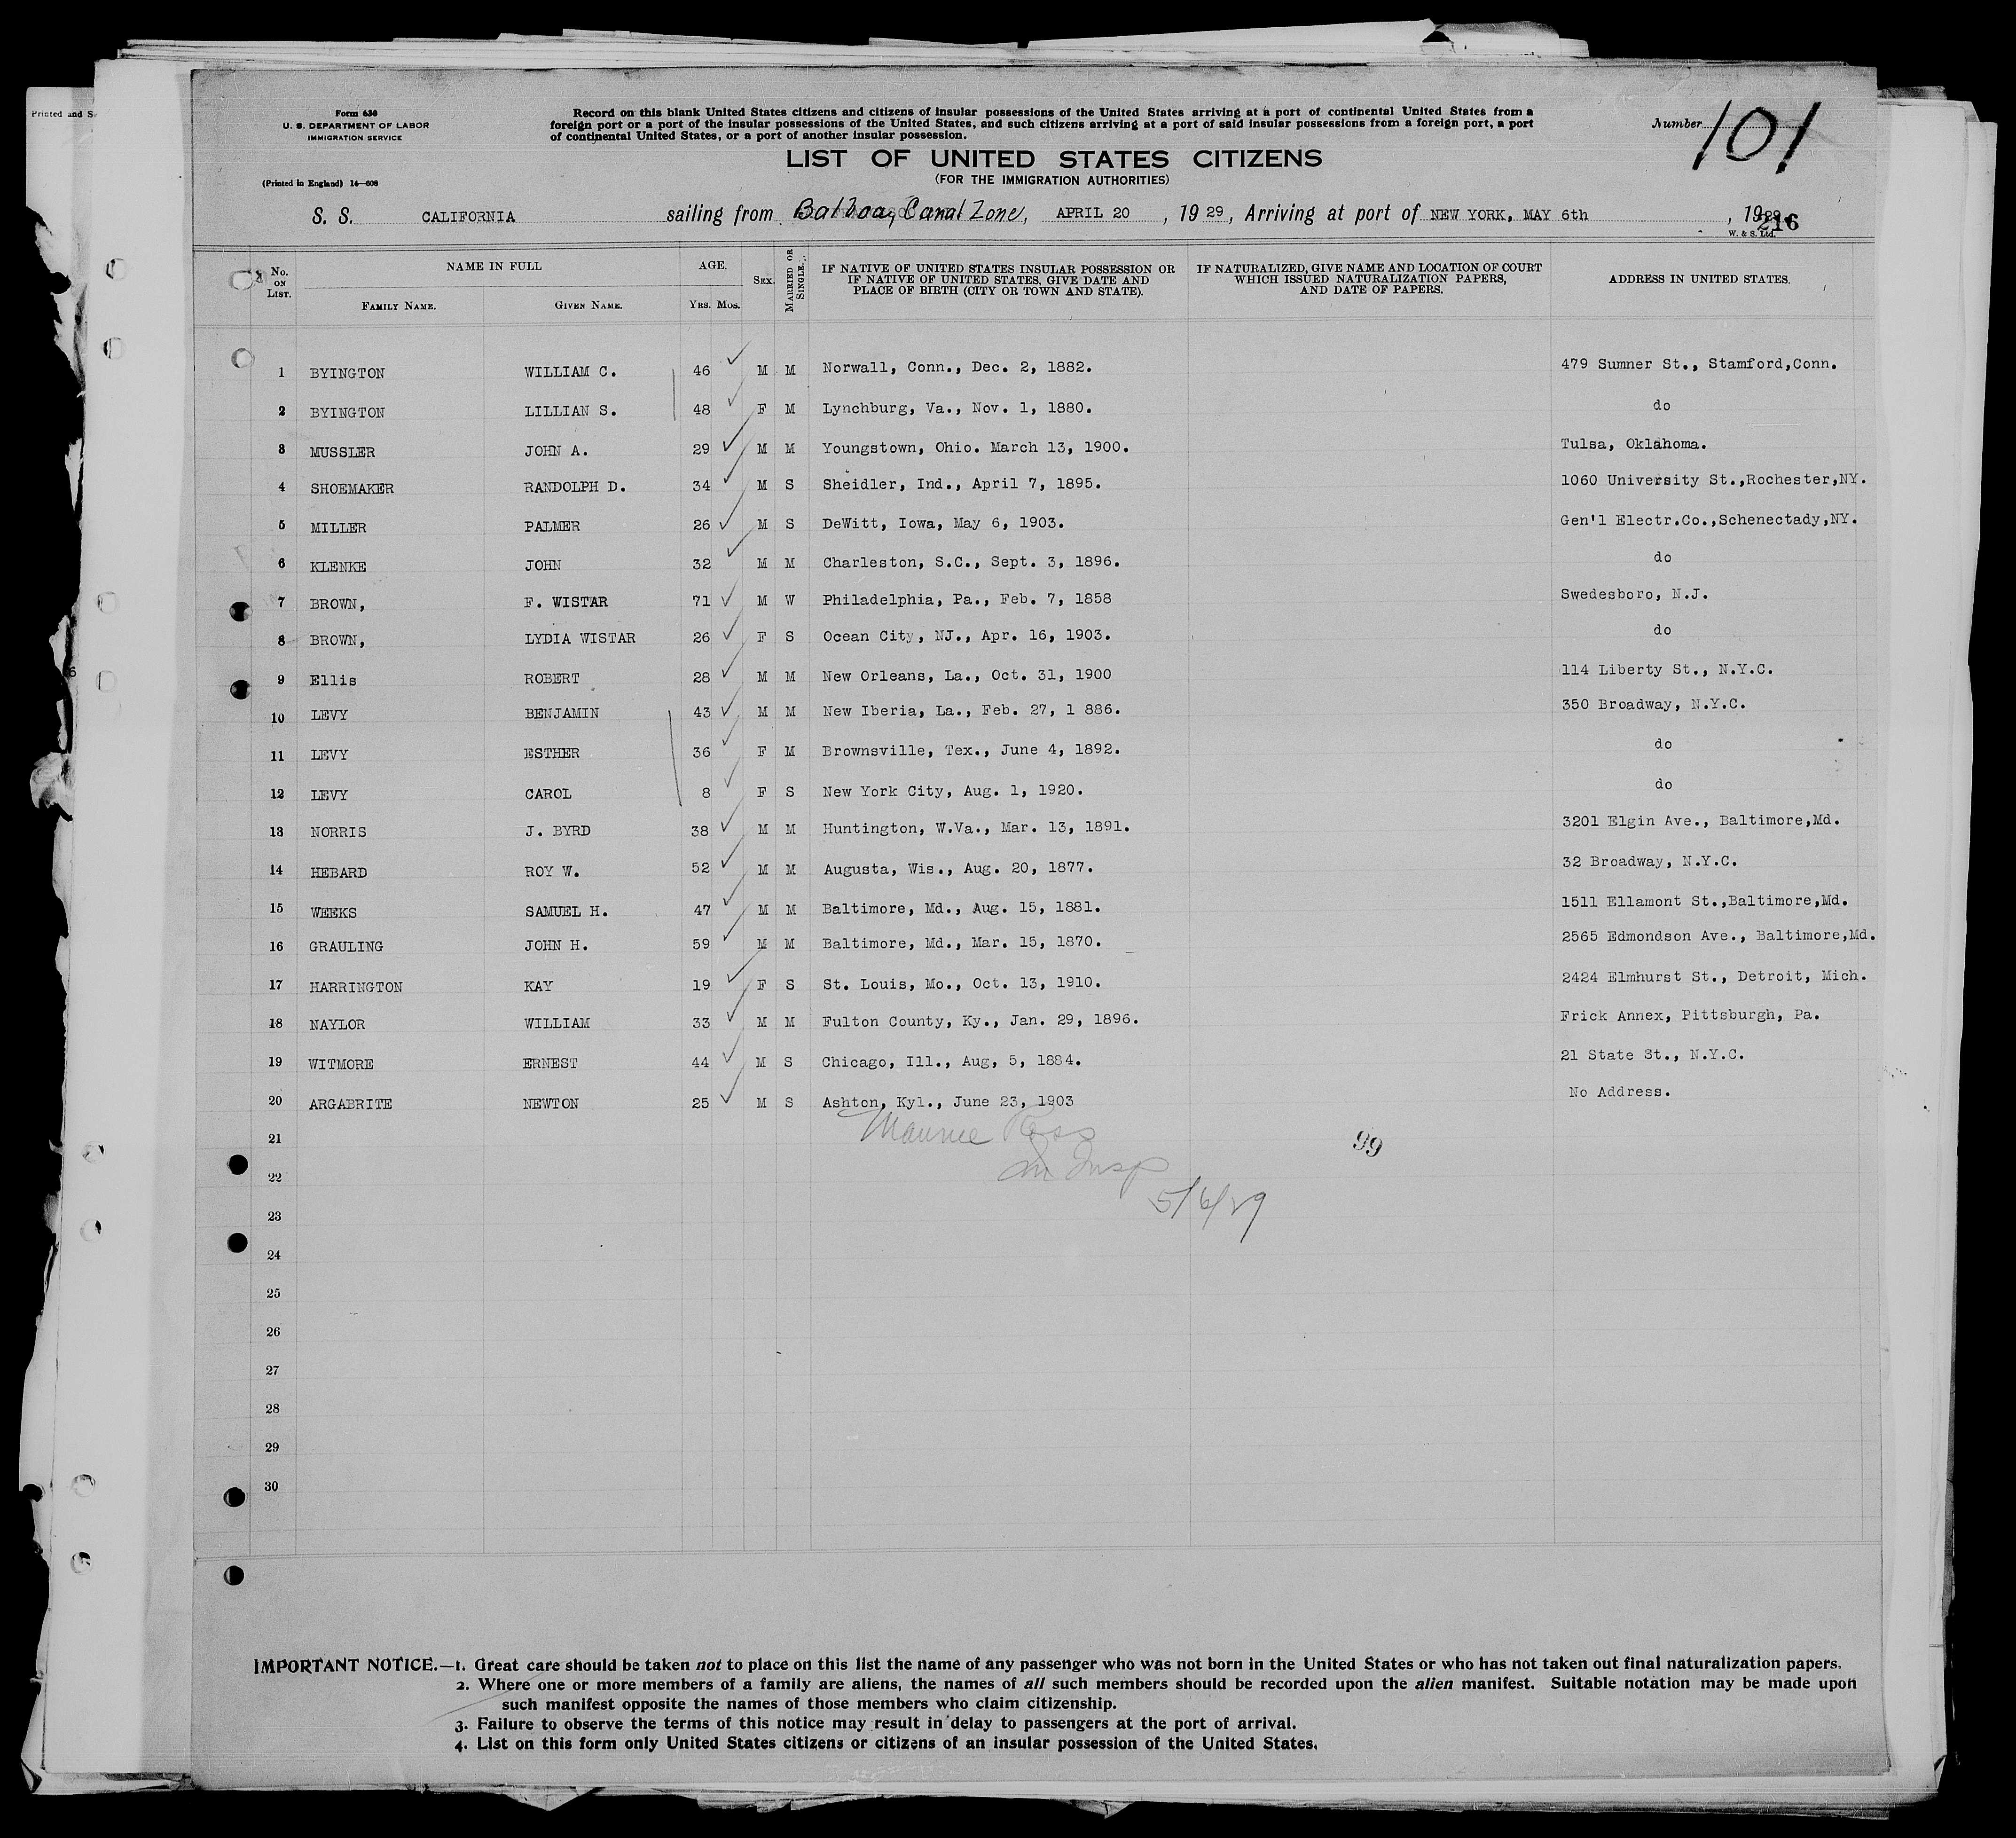 Printed and S
Form 630
U. S. DEPARTMENT OF LABOR
IMMIGRATION SERVICE
(Printed in England) 14—608
Record on this blank United States citizens and citizens of insular possessions of the United States arriving at a port of continental United States from a
foreign port or a port of the insular possessions of the United States, and such citizens arriving at a port of said insular possessions from a foreign port, a port
of continental United States, or a port of another insular possession.
Number 101
LIST OF UNITED STATES CITIZENS
(FOR THE IMMIGRATION AUTHORITIES)
S. S. CALIFORNIA sailing from Balboa, Canal Zone, APRIL 20, 1929, Arriving at port of NEW YORK, MAY 6th, 1929.
216
W. & S. Ltd.
No. ON LIST. NAME IN FULL AGE. SEX. MARRIED OR SINGLE. IF NATIVE OF UNITED STATES INSULAR POSSESSION OR IF NATIVE OF UNITED STATES, GIVE DATE AND PLACE OF BIRTH (CITY OR TOWN AND STATE). IF NATURALIZED, GIVE NAME AND LOCATION OF COURT WHICH ISSUED NATURALIZATION PAPERS, AND DATE OF PAPERS. ADDRESS IN UNITED STATES.
FAMILY NAME. GIVEN NAME. YRS. MOS.
1 BYINGTON WILLIAM C. 46 M M Norwall, Conn., Dec. 2, 1882. 479 Sumner St., Stamford,Conn.
2 BYINGTON LILLIAN S. 48 F M Lynchburg, Va., Nov. 1, 1880. do
3 MUSSLER JOHN A. 29 M M Youngstown, Ohio. March 13, 1900. Tulsa, Oklahoma.
4 SHOEMAKER RANDOLPH D. 34 M S Sheidler, Ind., April 7, 1895. 1060 University St.,Rochester,NY.
5 MILLER PALMER 26 M S DeWitt, Iowa, May 6, 1903. Gen'l Electr.Co.,Schenectady,NY.
6 KLENKE JOHN 32 M M Charleston, S.C., Sept. 3, 1896. do
7 BROWN, F. WISTAR 71 M W Philadelphia, Pa., Feb. 7, 1858 Swedesboro, N.J.
8 BROWN, LYDIA WISTAR 26 F S Ocean City, NJ., Apr. 16, 1903. do
9 Ellis ROBERT 28 M M New Orleans, La., Oct. 31, 1900 114 Liberty St., N.Y.C.
10 LEVY BENJAMIN 43 M M New Iberia, La., Feb. 27, 1 886. 350 Broadway, N.Y.C.
11 LEVY ESTHER 36 F M Brownsville, Tex., June 4, 1892. do
12 LEVY CAROL 8 F S New York City, Aug. 1, 1920. do
13 NORRIS J. BYRD 38 M M Huntington, W.Va., Mar. 13, 1891. 3201 Elgin Ave., Baltimore,Md.
14 HEBARD ROY W. 52 M M Augusta, Wis., Aug. 20, 1877. 32 Broadway, N.Y.C.
15 WEEKS SAMUEL H. 47 M M Baltimore, Md., Aug. 15, 1881. 1511 Ellamont St.,Baltimore,Md.
16 GRAULING JOHN H. 59 M M Baltimore, Md., Mar. 15, 1870. 2565 Edmondson Ave., Baltimore,Md.
17 HARRINGTON KAY 19 F S St. Louis, Mo., Oct. 13, 1910. 2424 Elmhurst St., Detroit, Mich.
18 NAYLOR WILLIAM 33 M M Fulton County, Ky., Jan. 29, 1896. Frick Annex, Pittsburgh, Pa.
19 WITMORE ERNEST 44 M S Chicago, Ill., Aug, 5, 1884. 21 State St., N.Y.C.
20 ARGABRITE NEWTON 25 M S Ashton, Kyl., June 23, 1903 No Address.
21 Maurice Ross 99
22 Im Insp
23 5/6/29
24
25
26
27
28
29
30
IMPORTANT NOTICE.—1. Great care should be taken not to place on this list the name of any passenger who was not born in the United States or who has not taken out final naturalization papers.
2. Where one or more members of a family are aliens, the names of all such members should be recorded upon the alien manifest. Suitable notation may be made upon
such manifest opposite the names of those members who claim citizenship.
3. Failure to observe the terms of this notice may result in delay to passengers at the port of arrival.
4. List on this form only United States citizens or citizens of an insular possession of the United States.